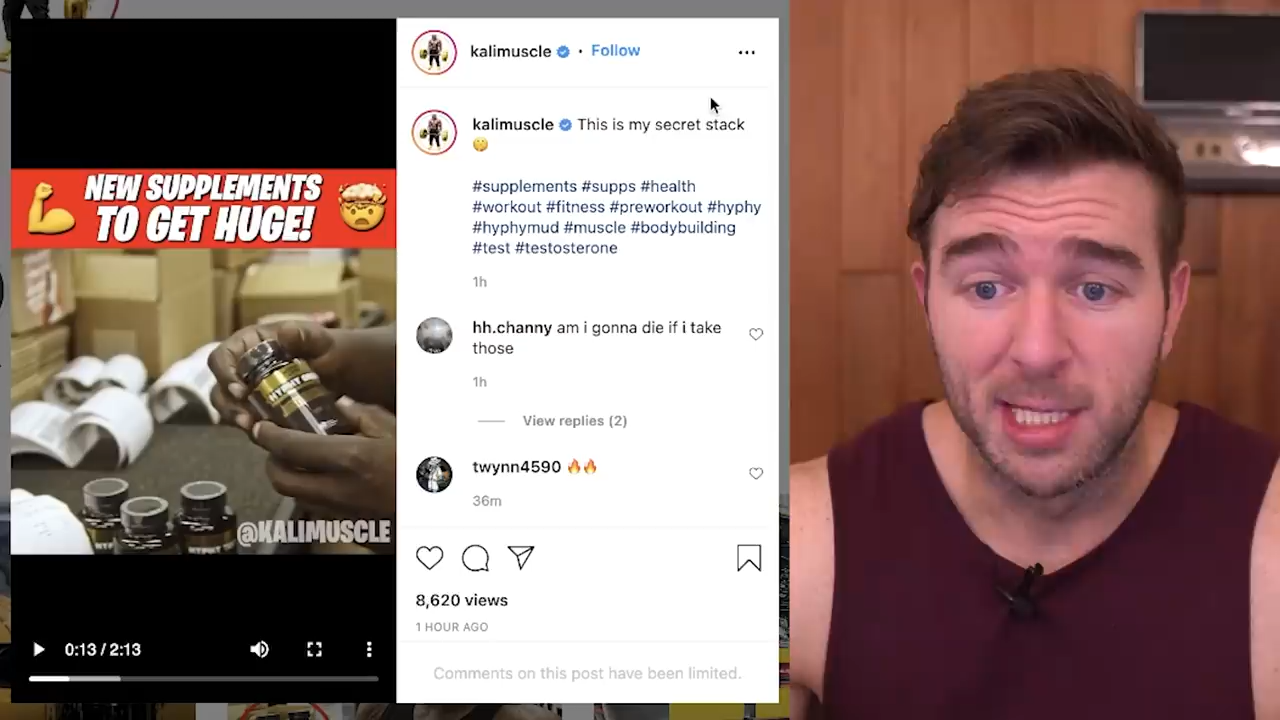 NEW SUPPLEMENTS
TO GET HUGE!
@KALIMUSCLE
0:13 / 2:13
kalimuscle • Follow
kalimuscle This is my secret stack
#supplements #supps #health
#workout #fitness #preworkout #hyphy
#hyphymud #muscle #bodybuilding
#test #testosterone
1h
hh.channy am i gonna die if i take
those
1h
View replies (2)
twynn4590
36m
8,620 views
1 HOUR AGO
Comments on this post have been limited.